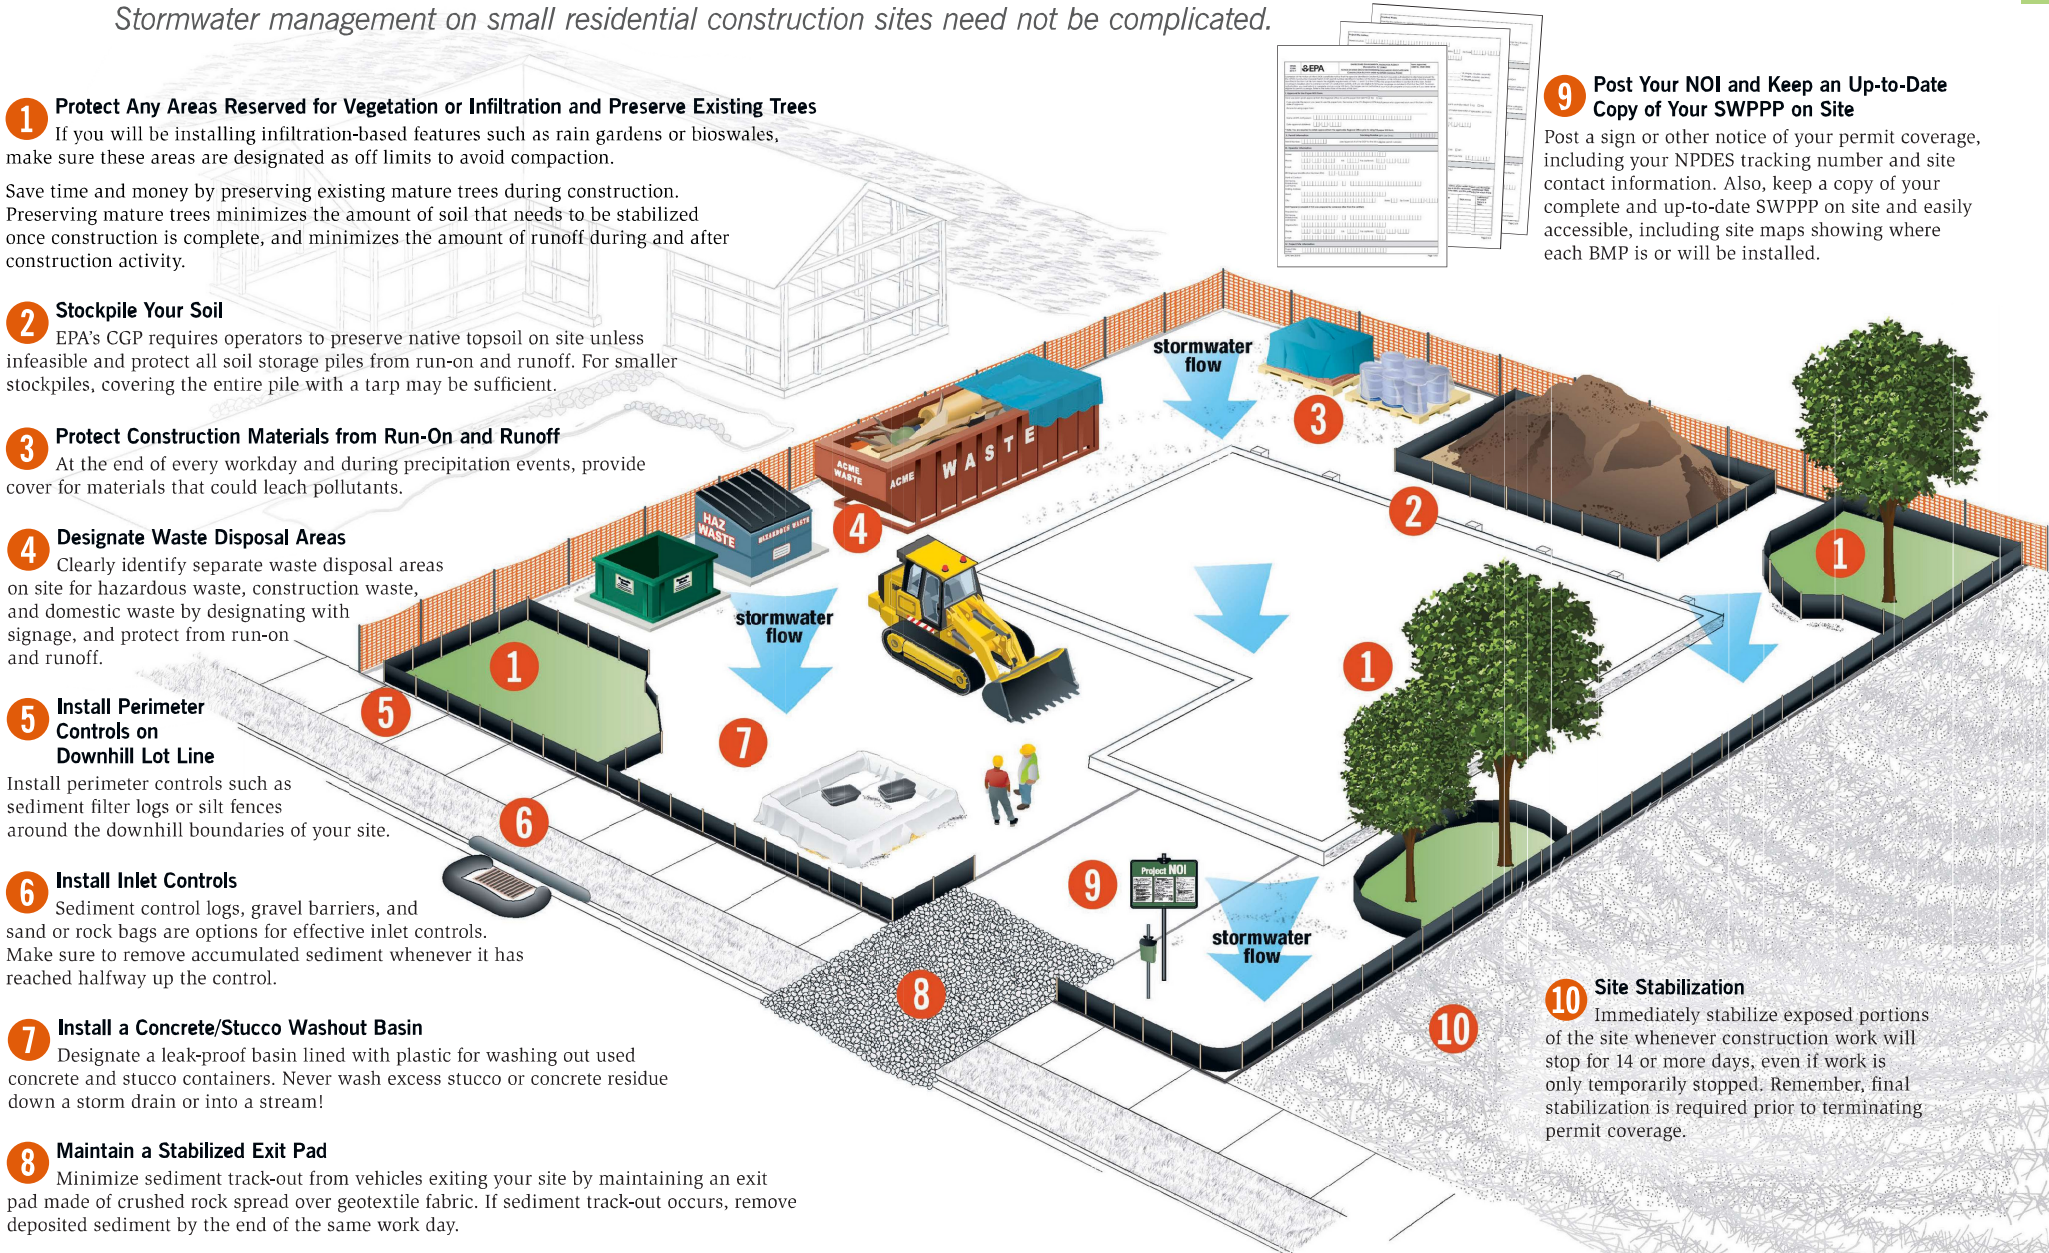 Stormwater management on small residential construction sites need not be complicated.
1 Protect Any Areas Reserved for Vegetation or Infiltration and Preserve Existing Trees
If you will be installing infiltration-based features such as rain gardens or bioswales,
make sure these areas are designated as off limits to avoid compaction.
Save time and money by preserving existing mature trees during construction.
Preserving mature trees minimizes the amount of soil that needs to be stabilized
once construction is complete, and minimizes the amount of runoff during and after
construction activity.
2 Stockpile Your Soil
EPA's CGP requires operators to preserve native topsoil on site unless
infeasible and protect all soil storage piles from run-on and runoff. For smaller
stockpiles, covering the entire pile with a tarp may be sufficient.
3 Protect Construction Materials from Run-On and Runoff
At the end of every workday and during precipitation events, provide
cover for materials that could leach pollutants.
4 Designate Waste Disposal Areas
Clearly identify separate waste disposal areas
on site for hazardous waste, construction waste,
and domestic waste by designating with
signage, and protect from run-on
and runoff.
5 Install Perimeter
Controls on
Downhill Lot Line
Install perimeter controls such as
sediment filter logs or silt fences
around the downhill boundaries of your site.
6 Install Inlet Controls
Sediment control logs, gravel barriers, and
sand or rock bags are options for effective inlet controls.
Make sure to remove accumulated sediment whenever it has
reached halfway up the control.
7 Install a Concrete/Stucco Washout Basin
Designate a leak-proof basin lined with plastic for washing out used
concrete and stucco containers. Never wash excess stucco or concrete residue
down a storm drain or into a stream!
8 Maintain a Stabilized Exit Pad
Minimize sediment track-out from vehicles exiting your site by maintaining an exit
pad made of crushed rock spread over geotextile fabric. If sediment track-out occurs, remove
deposited sediment by the end of the same work day.
EPA
9 Post Your NOI and Keep an Up-to-Date
Copy of Your SWPPP on Site
Post a sign or other notice of your permit coverage,
including your NPDES tracking number and site
contact information. Also, keep a copy of your
complete and up-to-date SWPPP on site and easily
accessible, including site maps showing where
each BMP is or will be installed.
stormwater
flow
3
ACME
WASTE
ACME
WASTE
4
2
1
HAZ
WASTE
HAZARDOUS WASTE
stormwater
flow
1
1
5
7
6
9
Project NOI
stormwater
flow
8
10
10 Site Stabilization
Immediately stabilize exposed portions
of the site whenever construction work will
stop for 14 or more days, even if work is
only temporarily stopped. Remember, final
stabilization is required prior to terminating
permit coverage.